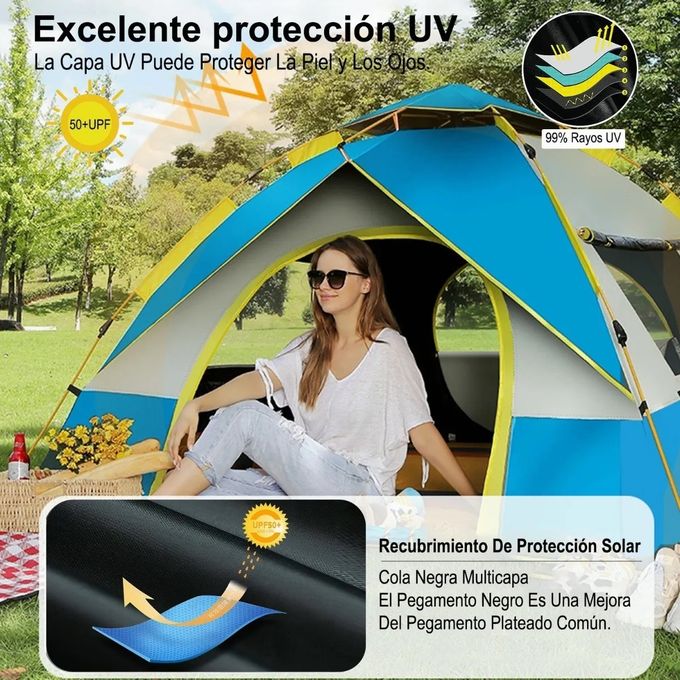 Excelente protección UV
La Capa UV Puede Proteger La Piel y Los Ojos.
50+UPF
99% Rayos UV
UPF50+
Recubrimiento De Protección Solar
Cola Negra Multicapa
El Pegamento Negro Es Una Mejora
Del Pegamento Plateado Común.